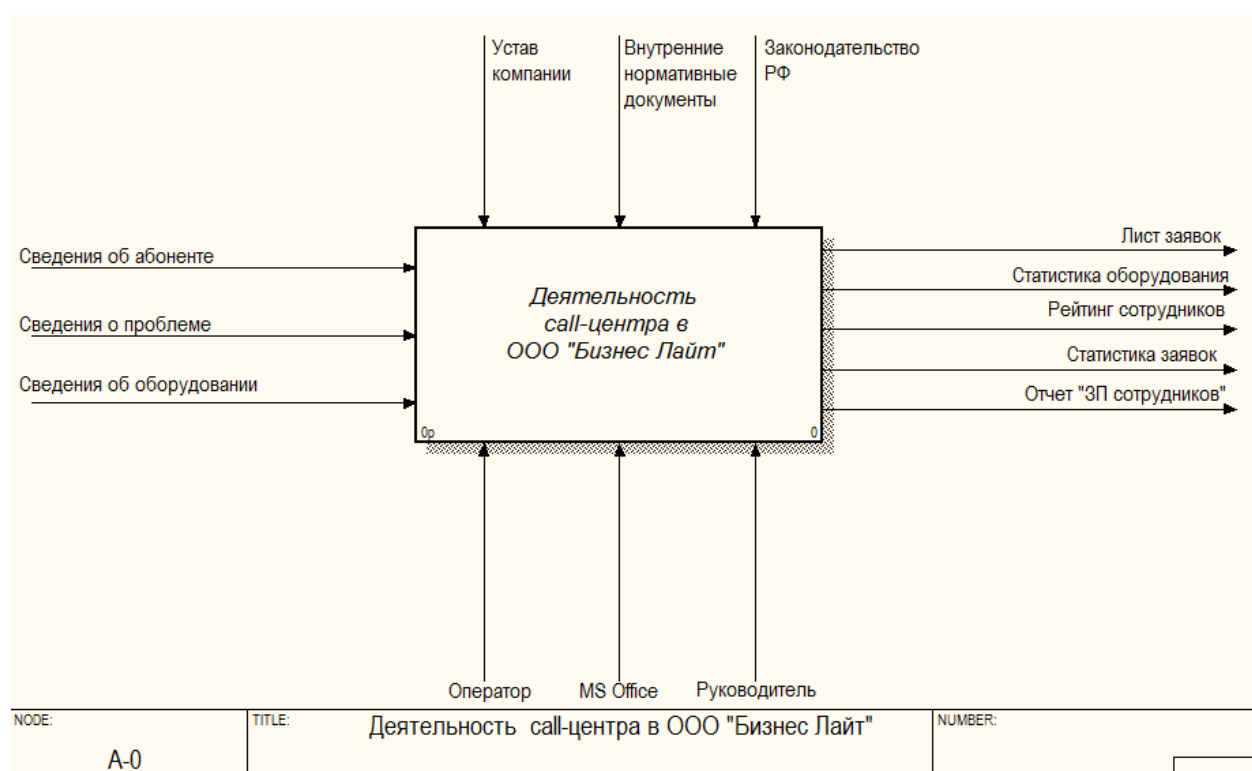 Устав
компании
Внутренние
нормативные
документы
Законодательство
РФ
Сведения об абоненте
Сведения о проблеме
Сведения об оборудовании
Деятельность
call-центра в
ООО "Бизнес Лайт"
0р
0
Лист заявок
Статистика оборудования
Рейтинг сотрудников
Статистика заявок
Отчет "ЗП сотрудников"
Оператор
MS Office
Руководитель
NODE:
A-0
TITLE:
Деятельность call-центра в ООО "Бизнес Лайт"
NUMBER: